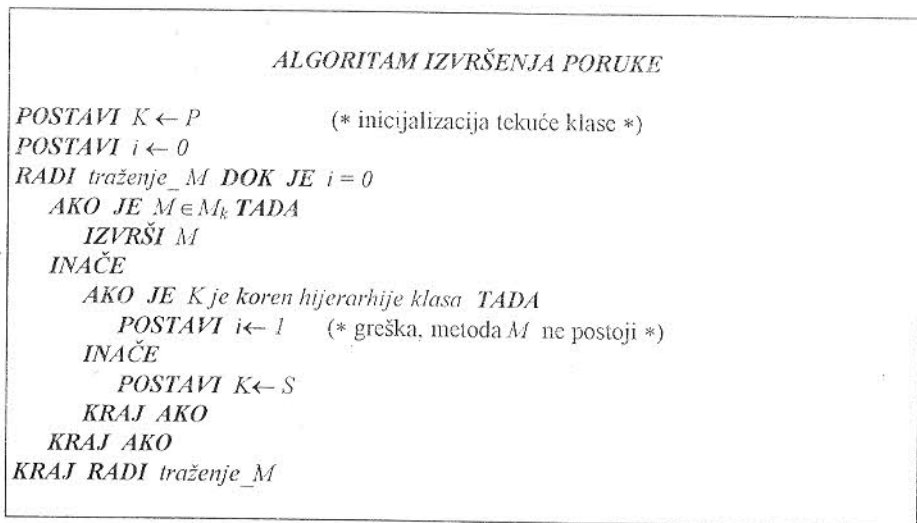 ALGORITAM IZVRŠENJA PORUKE
POSTAVI K ← P (* inicijalizacija tekuće klase *)
POSTAVI i ← 0
RADI traženje_M DOK JE i = 0
AKO JE M ∈ Mₖ TADA
IZVRŠI M
INAČE
AKO JE K je koren hijerarhije klasa TADA
POSTAVI i ← 1 (* greška, metoda M ne postoji *)
INAČE
POSTAVI K ← S
KRAJ AKO
KRAJ AKO
KRAJ RADI traženje_M